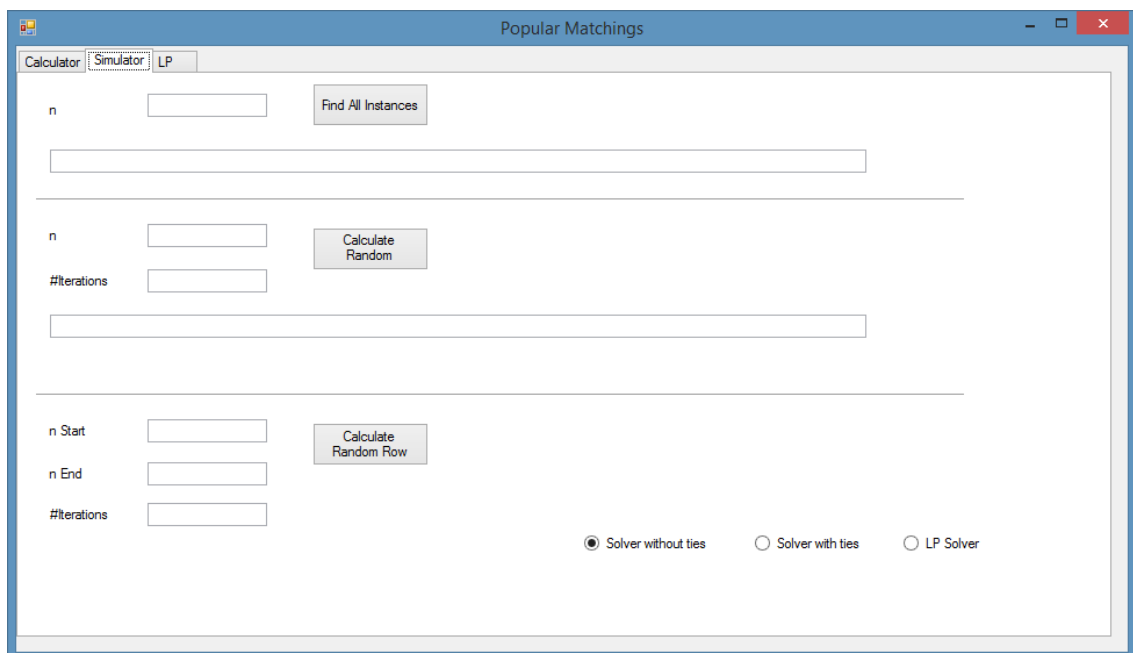 Popular Matchings
Calculator Simulator LP
n
Find All Instances
n
Calculate
Random
#Iterations
n Start
Calculate
Random Row
n End
#Iterations
Solver without ties Solver with ties LP Solver